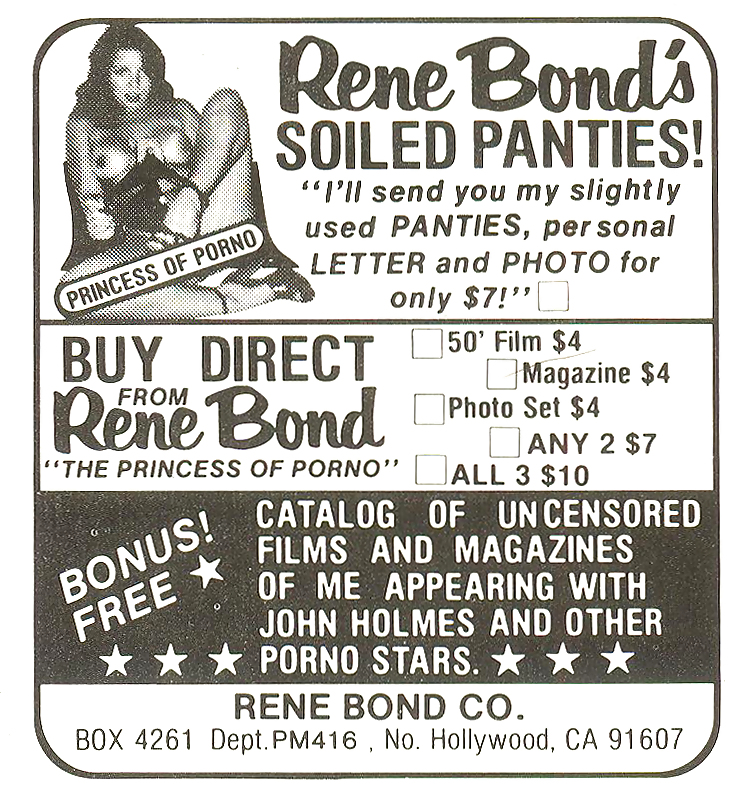 Rene Bond's
SOILED PANTIES!
"I'll send you my slightly
used PANTIES, personal
LETTER and PHOTO for
only $7!"
PRINCESS OF PORNO
BUY DIRECT
FROM
Rene Bond
"THE PRINCESS OF PORNO"
50' Film $4
Magazine $4
Photo Set $4
ANY 2 $7
ALL 3 $10
BONUS!
FREE
CATALOG OF UNCENSORED
FILMS AND MAGAZINES
OF ME APPEARING WITH
JOHN HOLMES AND OTHER
PORNO STARS.
RENE BOND CO.
BOX 4261 Dept.PM416 , No. Hollywood, CA 91607